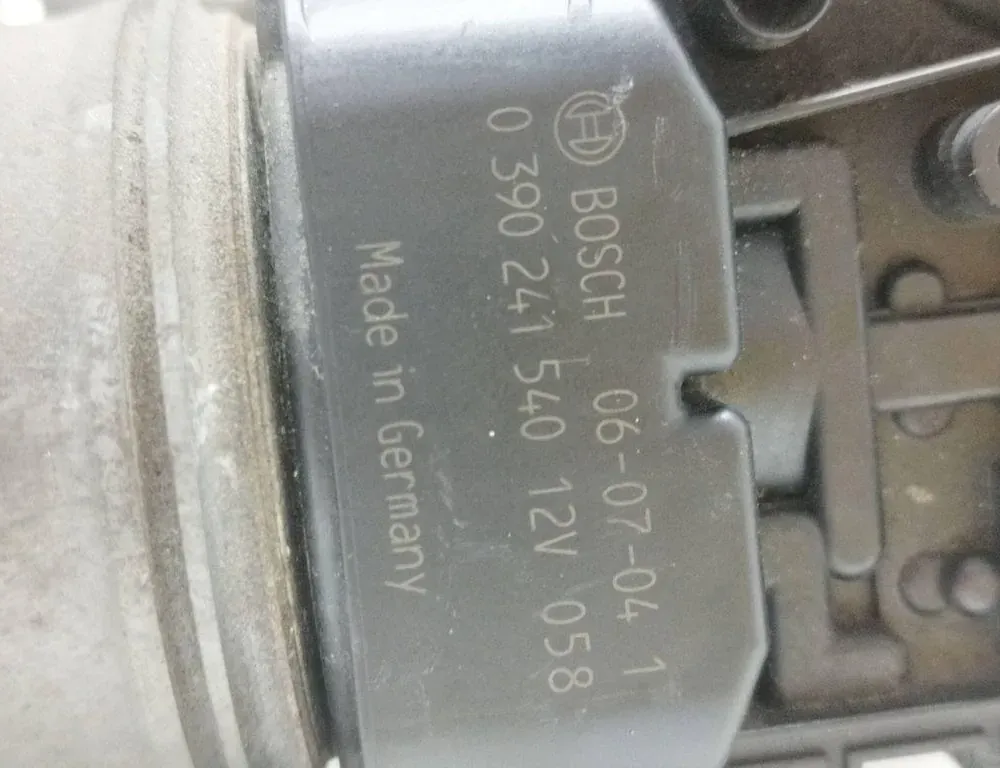 BOSCH 06-07-04 1
0 390 241 540 12V 058
Made in Germany